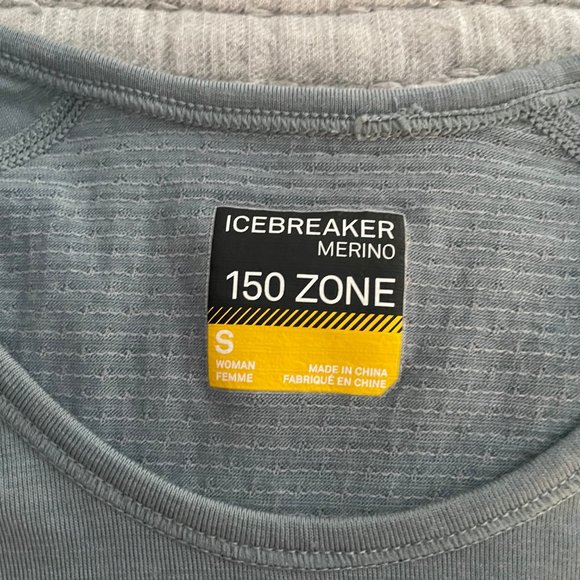 ICEBREAKER
MERINO
150 ZONE
S
WOMAN
FEMME
MADE IN CHINA
FABRIQUÉ EN CHINE